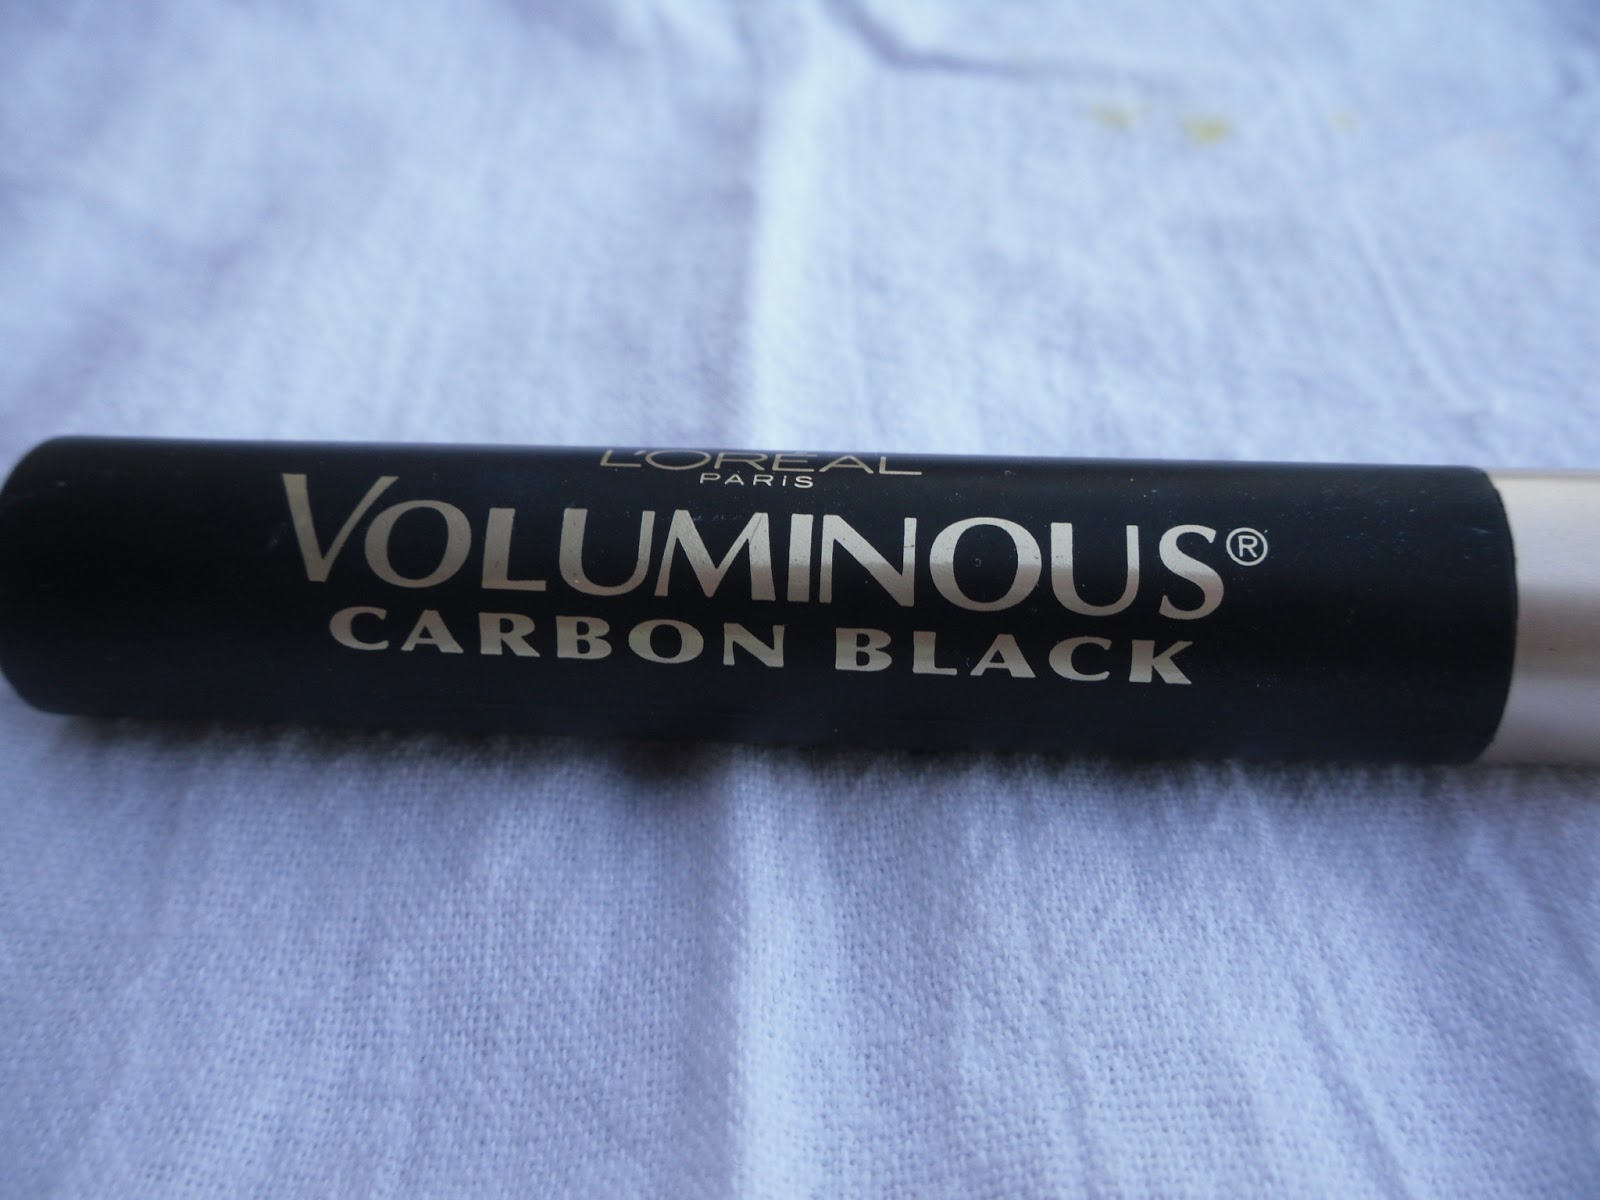 L'ORÉAL
PARIS
VOLUMINOUS®
CARBON BLACK